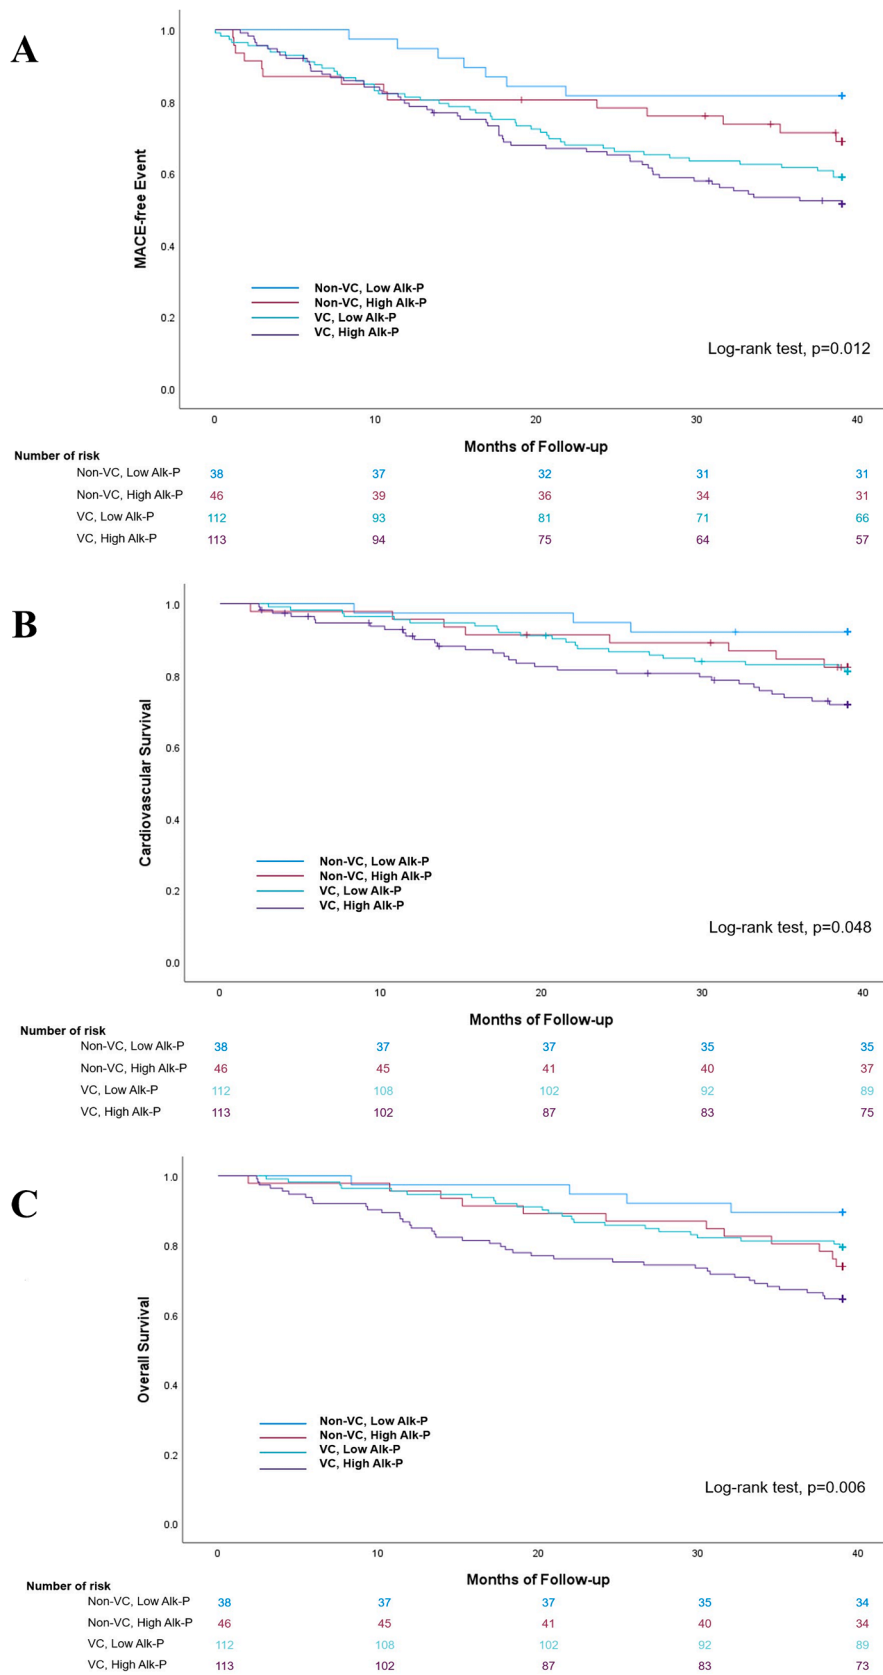 A
1.0
0.8
0.6
0.4
0.2
0.0
MACE-free Event
Non-VC, Low Alk-P
Non-VC, High Alk-P
VC, Low Alk-P
VC, High Alk-P
Log-rank test, p=0.012
0 10 20 30 40
Months of Follow-up
Number of risk
Non-VC, Low Alk-P 38 37 32 31 31
Non-VC, High Alk-P 46 39 36 34 31
VC, Low Alk-P 112 93 81 71 66
VC, High Alk-P 113 94 75 64 57
B
1.0
0.8
0.6
0.4
0.2
0.0
Cardiovascular Survival
Non-VC, Low Alk-P
Non-VC, High Alk-P
VC, Low Alk-P
VC, High Alk-P
Log-rank test, p=0.048
0 10 20 30 40
Months of Follow-up
Number of risk
Non-VC, Low Alk-P 38 37 37 35 35
Non-VC, High Alk-P 46 45 41 40 37
VC, Low Alk-P 112 108 102 92 89
VC, High Alk-P 113 102 87 83 75
C
1.0
0.8
0.6
0.4
0.2
0.0
Overall Survival
Non-VC, Low Alk-P
Non-VC, High Alk-P
VC, Low Alk-P
VC, High Alk-P
Log-rank test, p=0.006
0 10 20 30 40
Months of Follow-up
Number of risk
Non-VC, Low Alk-P 38 37 37 35 34
Non-VC, High Alk-P 46 45 41 40 34
VC, Low Alk-P 112 108 102 92 89
VC, High Alk-P 113 102 87 83 73